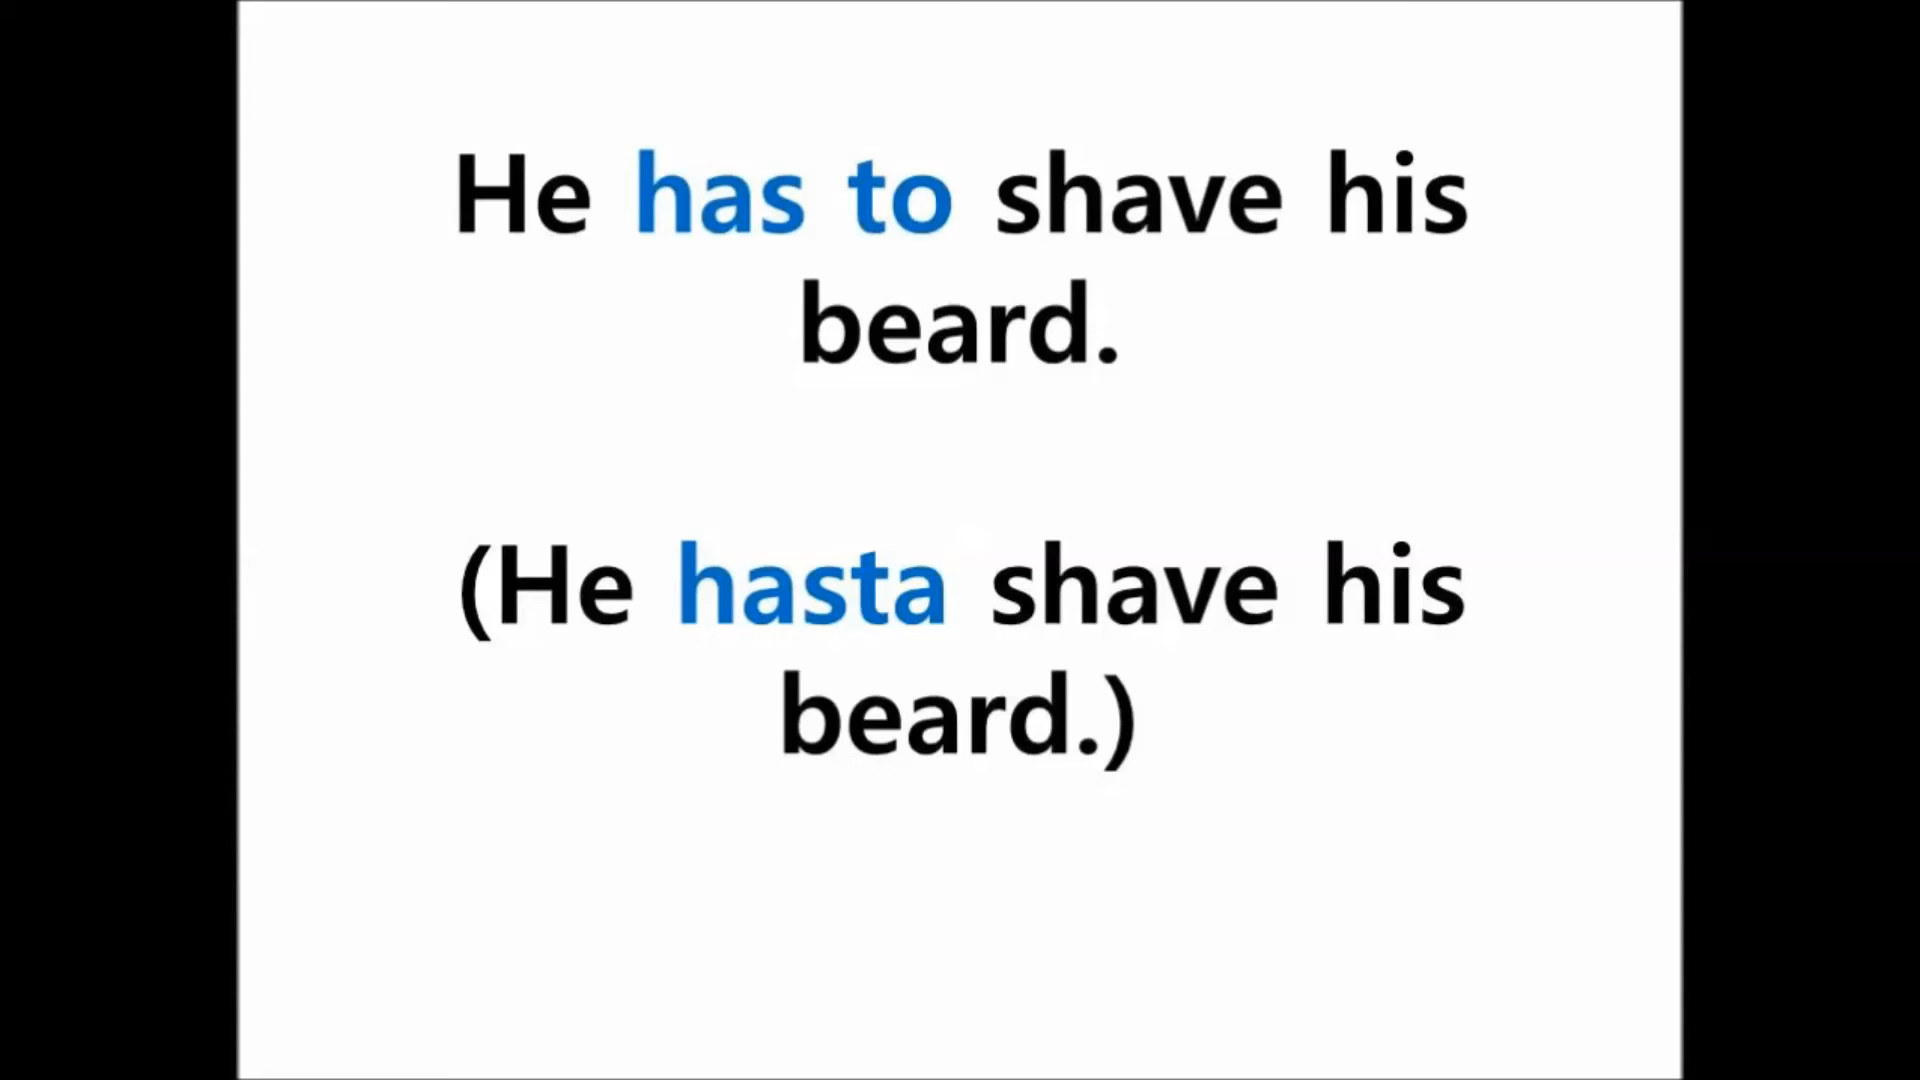 He has to shave his
beard.
(He hasta shave his
beard.)